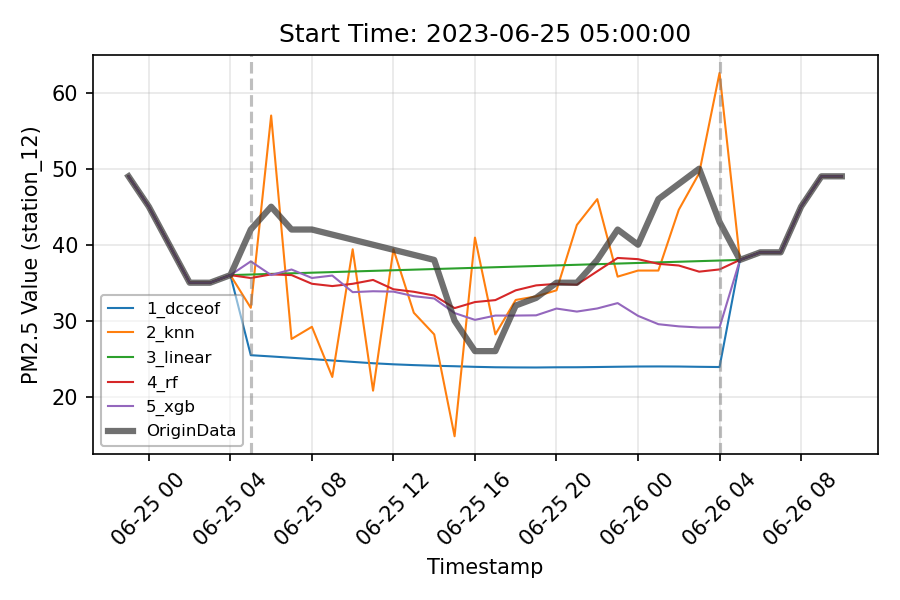 Start Time: 2023-06-25 05:00:00
PM2.5 Value (station_12)
60
50
40
30
20
1_dcceof
2_knn
3_linear
4_rf
5_xgb
OriginData
06-25 00
06-25 04
06-25 08
06-25 12
06-25 16
06-25 20
06-26 00
06-26 04
06-26 08
Timestamp